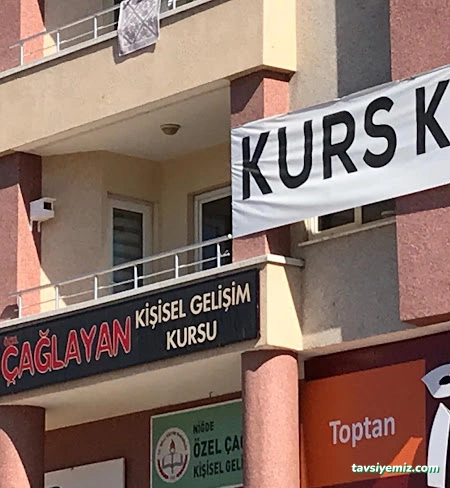 KURS K
ÖZEL
ÇAĞLAYAN
KİŞİSEL GELİŞİM
KURSU
NİĞDE
ÖZEL ÇAĞ
KİŞİSEL GELİ
Toptan
tavsiyemiz.com